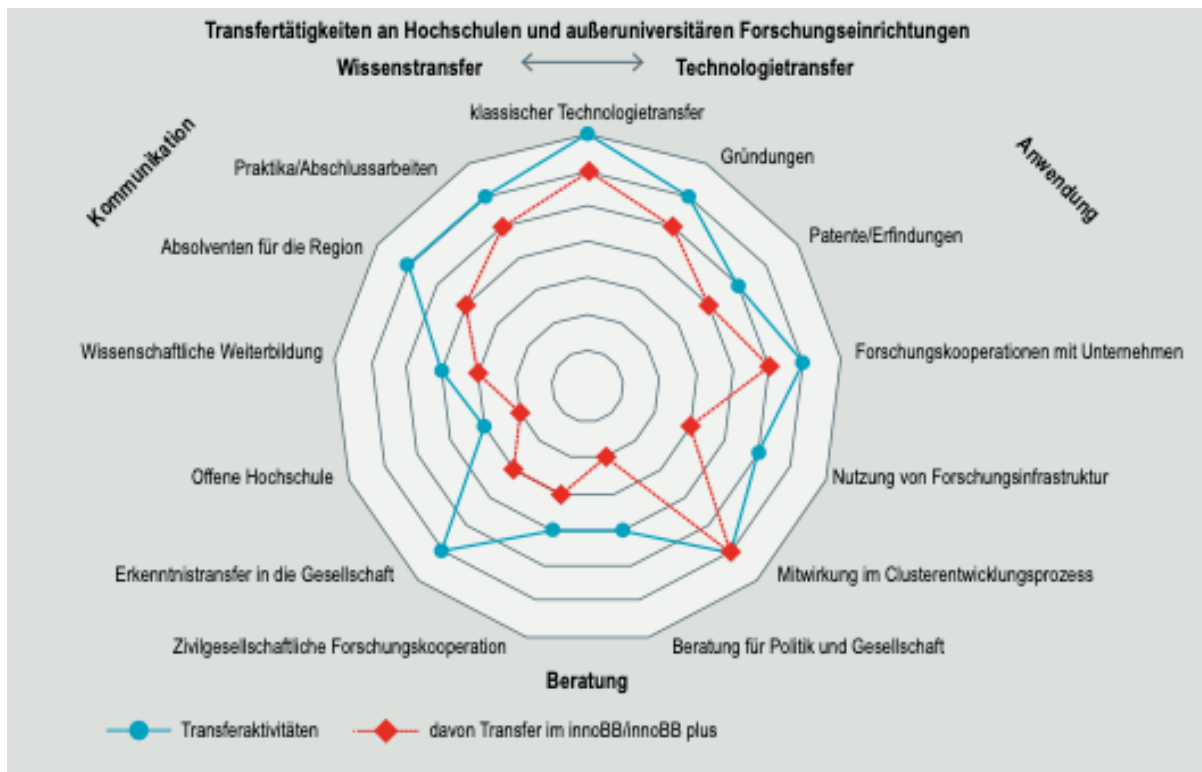 Transfertätigkeiten an Hochschulen und außeruniversitären Forschungseinrichtungen
Wissenstransfer
Technologietransfer
Kommunikation
Anwendung
klassischer Technologietransfer
Praktika/Abschlussarbeiten
Gründungen
Absolventen für die Region
Patente/Erfindungen
Wissenschaftliche Weiterbildung
Forschungskooperationen mit Unternehmen
Offene Hochschule
Nutzung von Forschungsinfrastruktur
Erkenntnistransfer in die Gesellschaft
Mitwirkung im Clusterentwicklungsprozess
Zivilgesellschaftliche Forschungskooperation
Beratung für Politik und Gesellschaft
Beratung
Transferaktivitäten
davon Transfer im innoBB/InnoBB plus